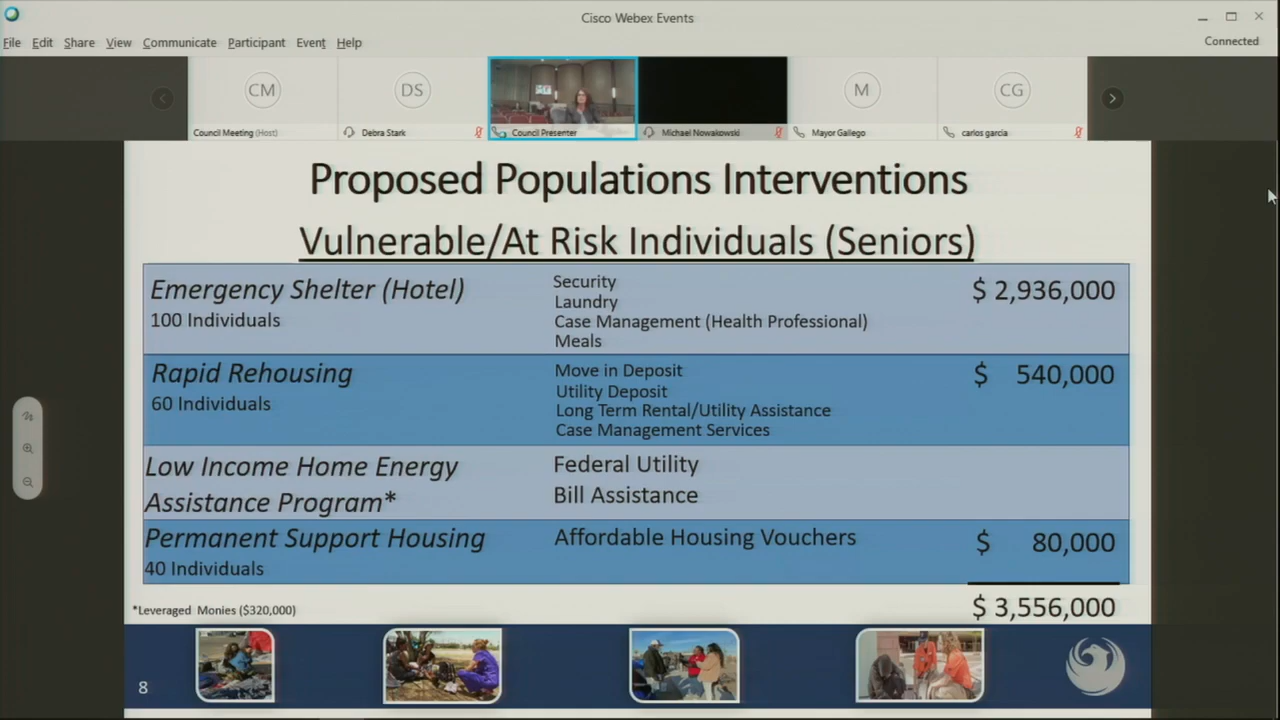 Cisco Webex Events
File Edit Share View Communicate Participant Event Help
Connected
CM
DS
M
CG
Council Meeting (Host)
Debra Stark
Council Presenter
Michael Nowakowski
Mayor Gallego
carlos garcia
Proposed Populations Interventions
Vulnerable/At Risk Individuals (Seniors)
Emergency Shelter (Hotel)
100 Individuals
Security
Laundry
Case Management (Health Professional)
Meals
$ 2,936,000
Rapid Rehousing
60 Individuals
Move in Deposit
Utility Deposit
Long Term Rental/Utility Assistance
Case Management Services
$ 540,000
Low Income Home Energy
Assistance Program*
Federal Utility
Bill Assistance
Permanent Support Housing
40 Individuals
Affordable Housing Vouchers
$ 80,000
*Leveraged Monies ($320,000)
$ 3,556,000
8